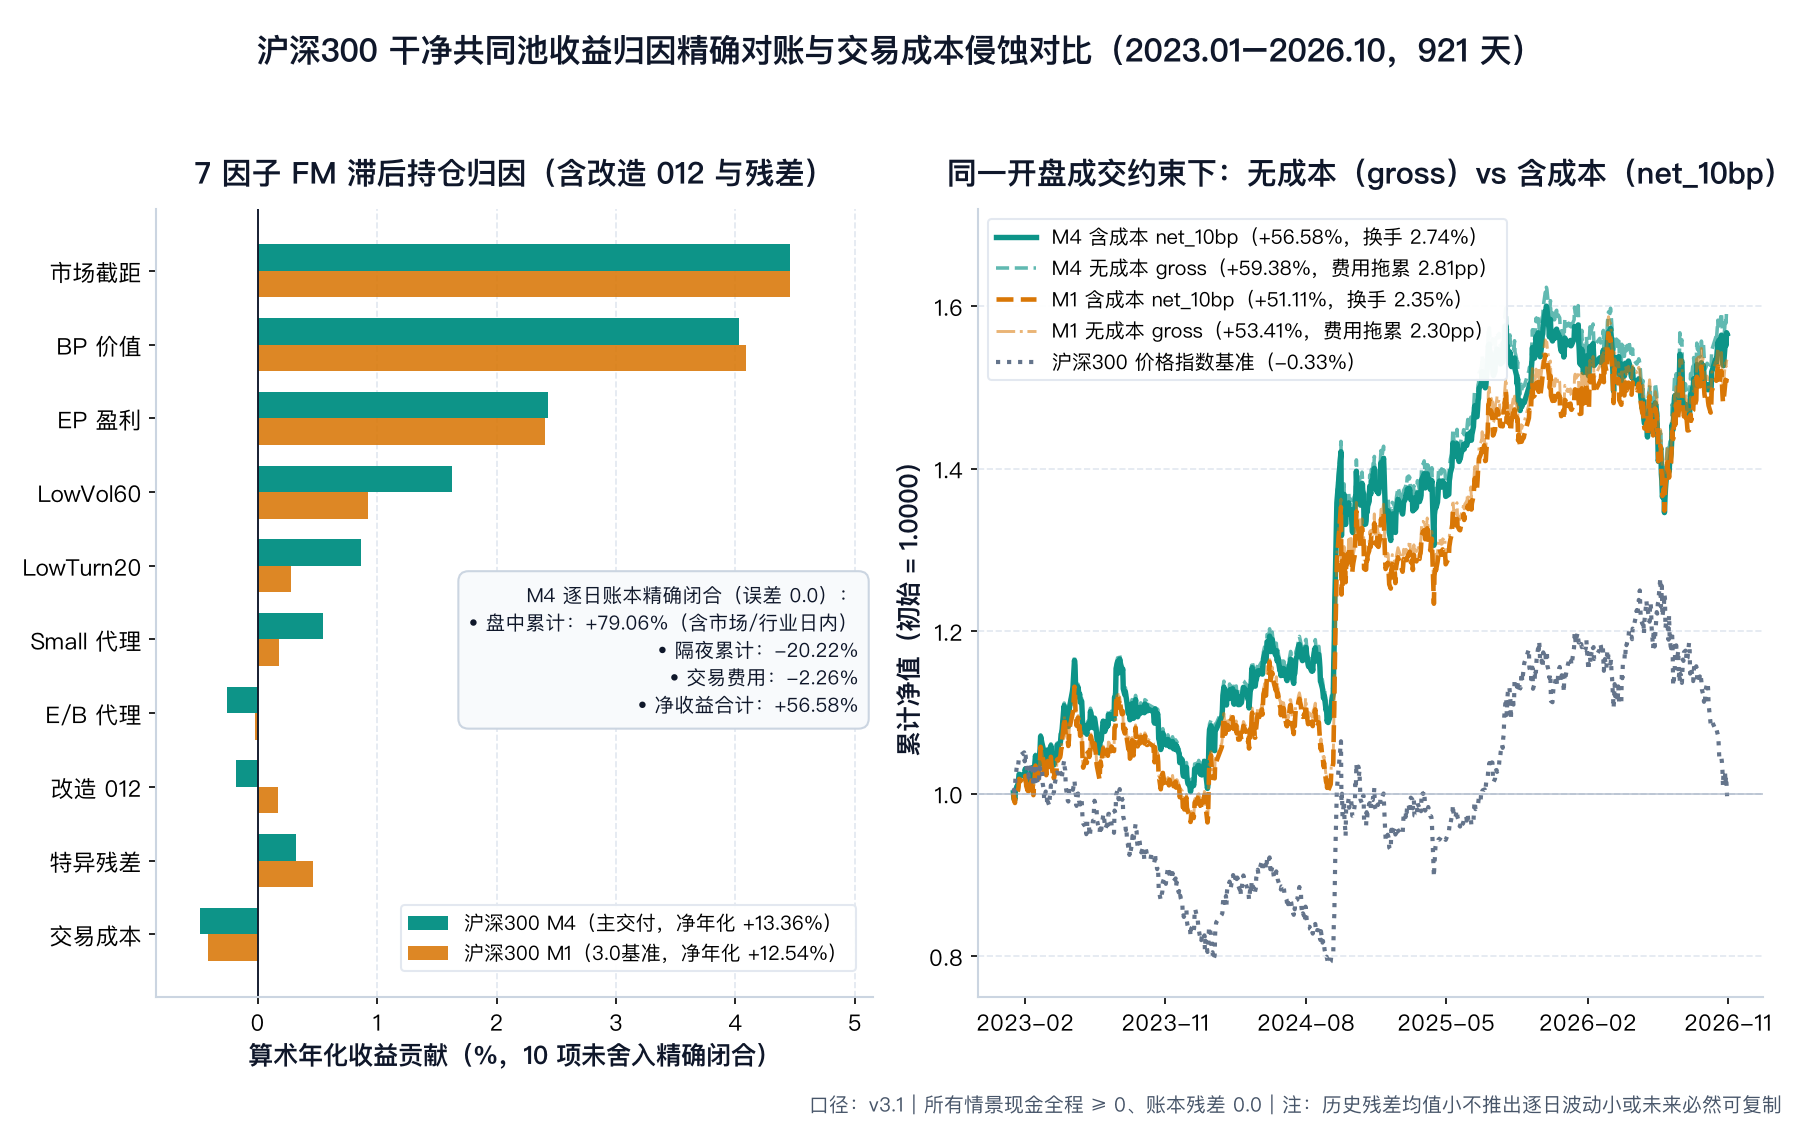 沪深300 干净共同池收益归因精确对账与交易成本侵蚀对比（2023.01—2026.10，921 天）
7 因子 FM 滞后持仓归因（含改造 012 与残差）
市场截距
BP 价值
EP 盈利
LowVol60
LowTurn20
Small 代理
E/B 代理
改造 012
特异残差
交易成本
M4 逐日账本精确闭合（误差 0.0）：
• 盘中累计：+79.06%（含市场/行业日内）
• 隔夜累计：−20.22%
• 交易费用：−2.26%
• 净收益合计：+56.58%
沪深300 M4（主交付，净年化 +13.36%）
沪深300 M1（3.0基准，净年化 +12.54%）
0 1 2 3 4 5
算术年化收益贡献（%，10 项未舍入精确闭合）
同一开盘成交约束下：无成本（gross）vs 含成本（net_10bp）
M4 含成本 net_10bp（+56.58%，换手 2.74%）
M4 无成本 gross（+59.38%，费用拖累 2.81pp）
M1 含成本 net_10bp（+51.11%，换手 2.35%）
M1 无成本 gross（+53.41%，费用拖累 2.30pp）
沪深300 价格指数基准（−0.33%）
累计净值（初始 = 1.0000）
1.6
1.4
1.2
1.0
0.8
2023−02 2023−11 2024−08 2025−05 2026−02 2026−11
口径：v3.1 | 所有情景现金全程 ⩾ 0、账本残差 0.0 | 注：历史残差均值小不推出逐日波动小或未来必然可复制